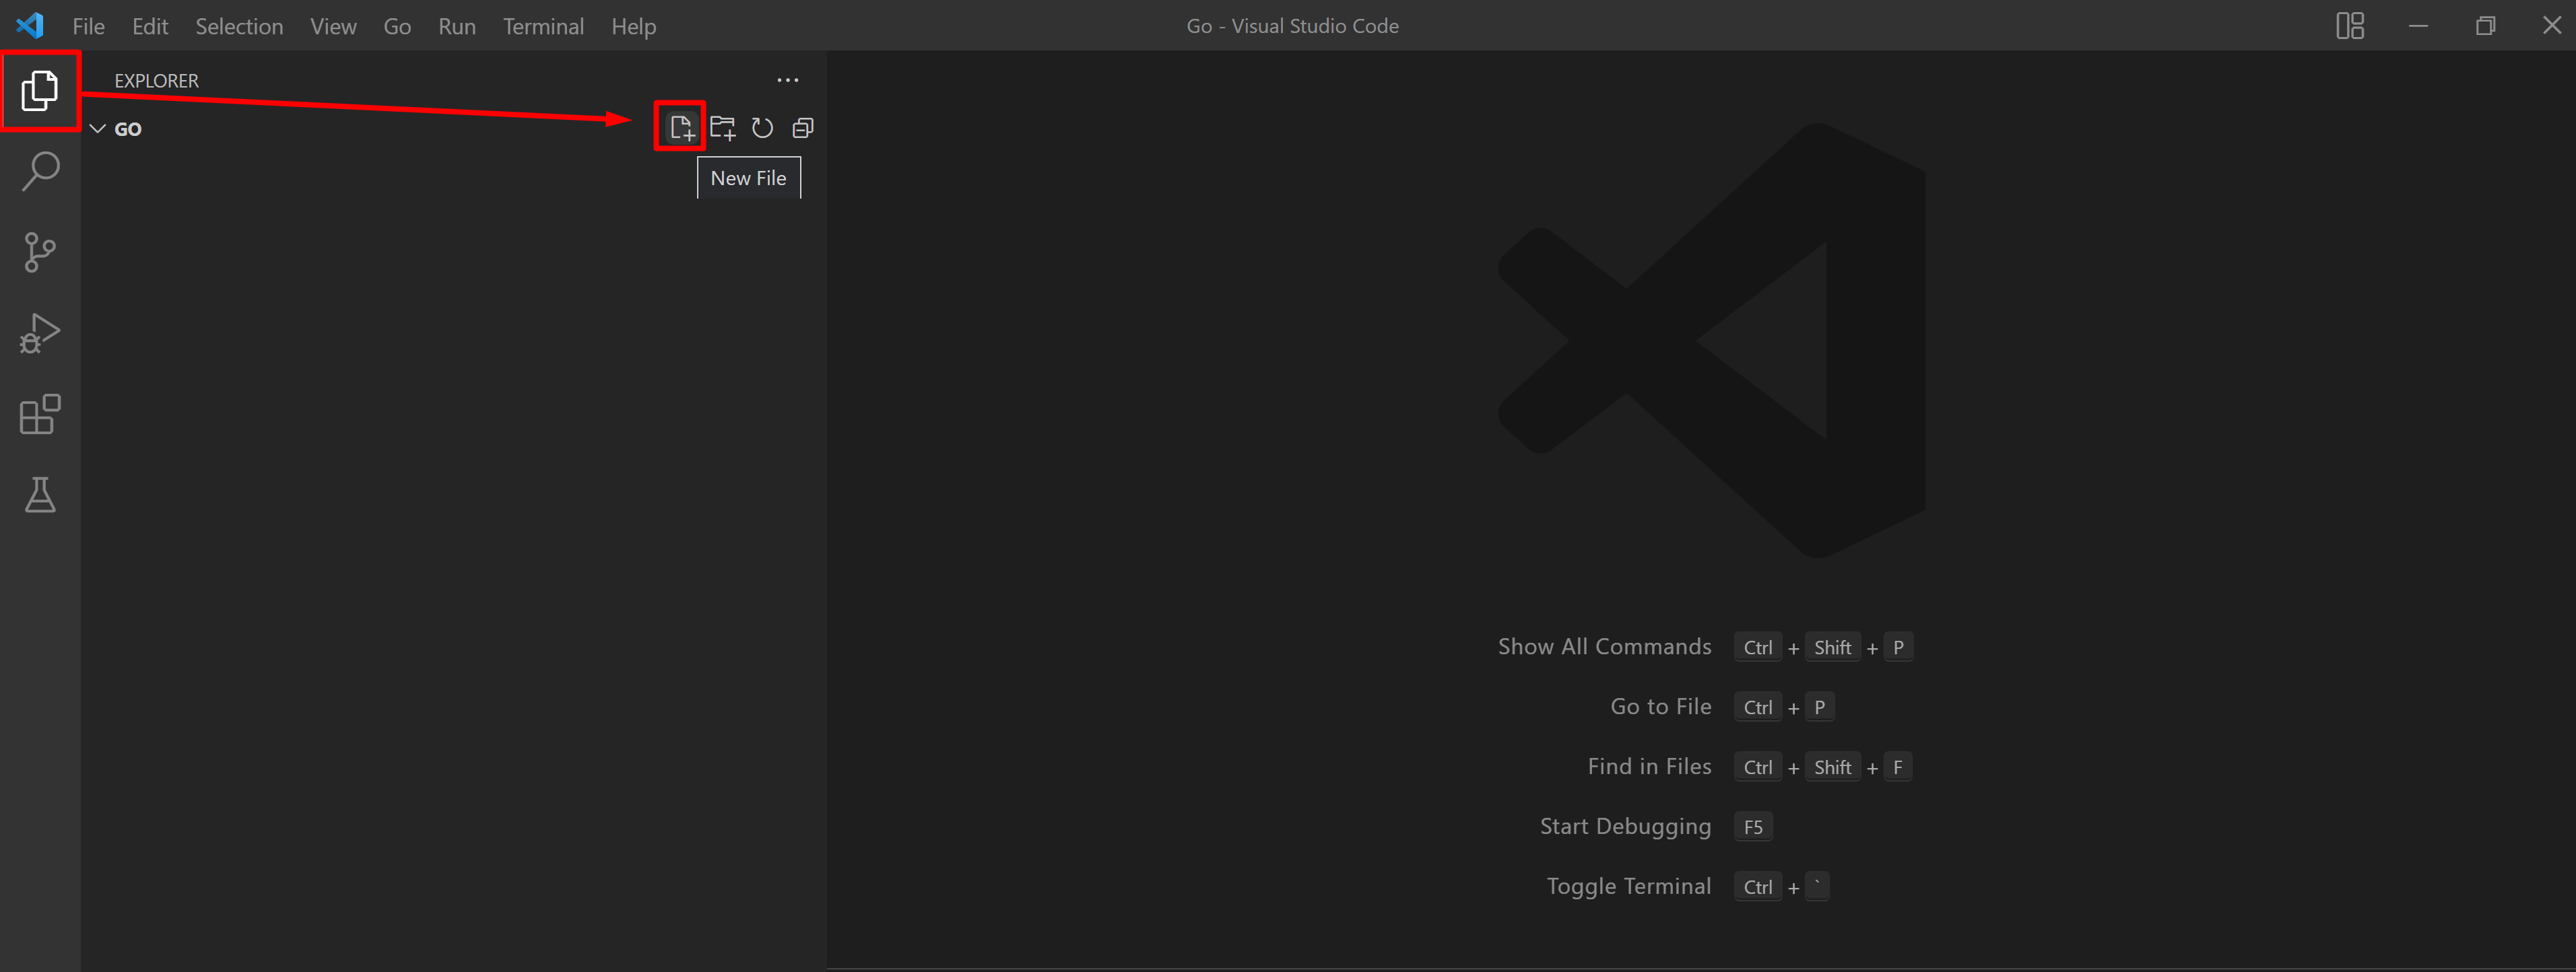 File Edit Selection View Go Run Terminal Help
Go - Visual Studio Code
EXPLORER
GO
New File
Show All Commands Ctrl + Shift + P
Go to File Ctrl + P
Find in Files Ctrl + Shift + F
Start Debugging F5
Toggle Terminal Ctrl + `